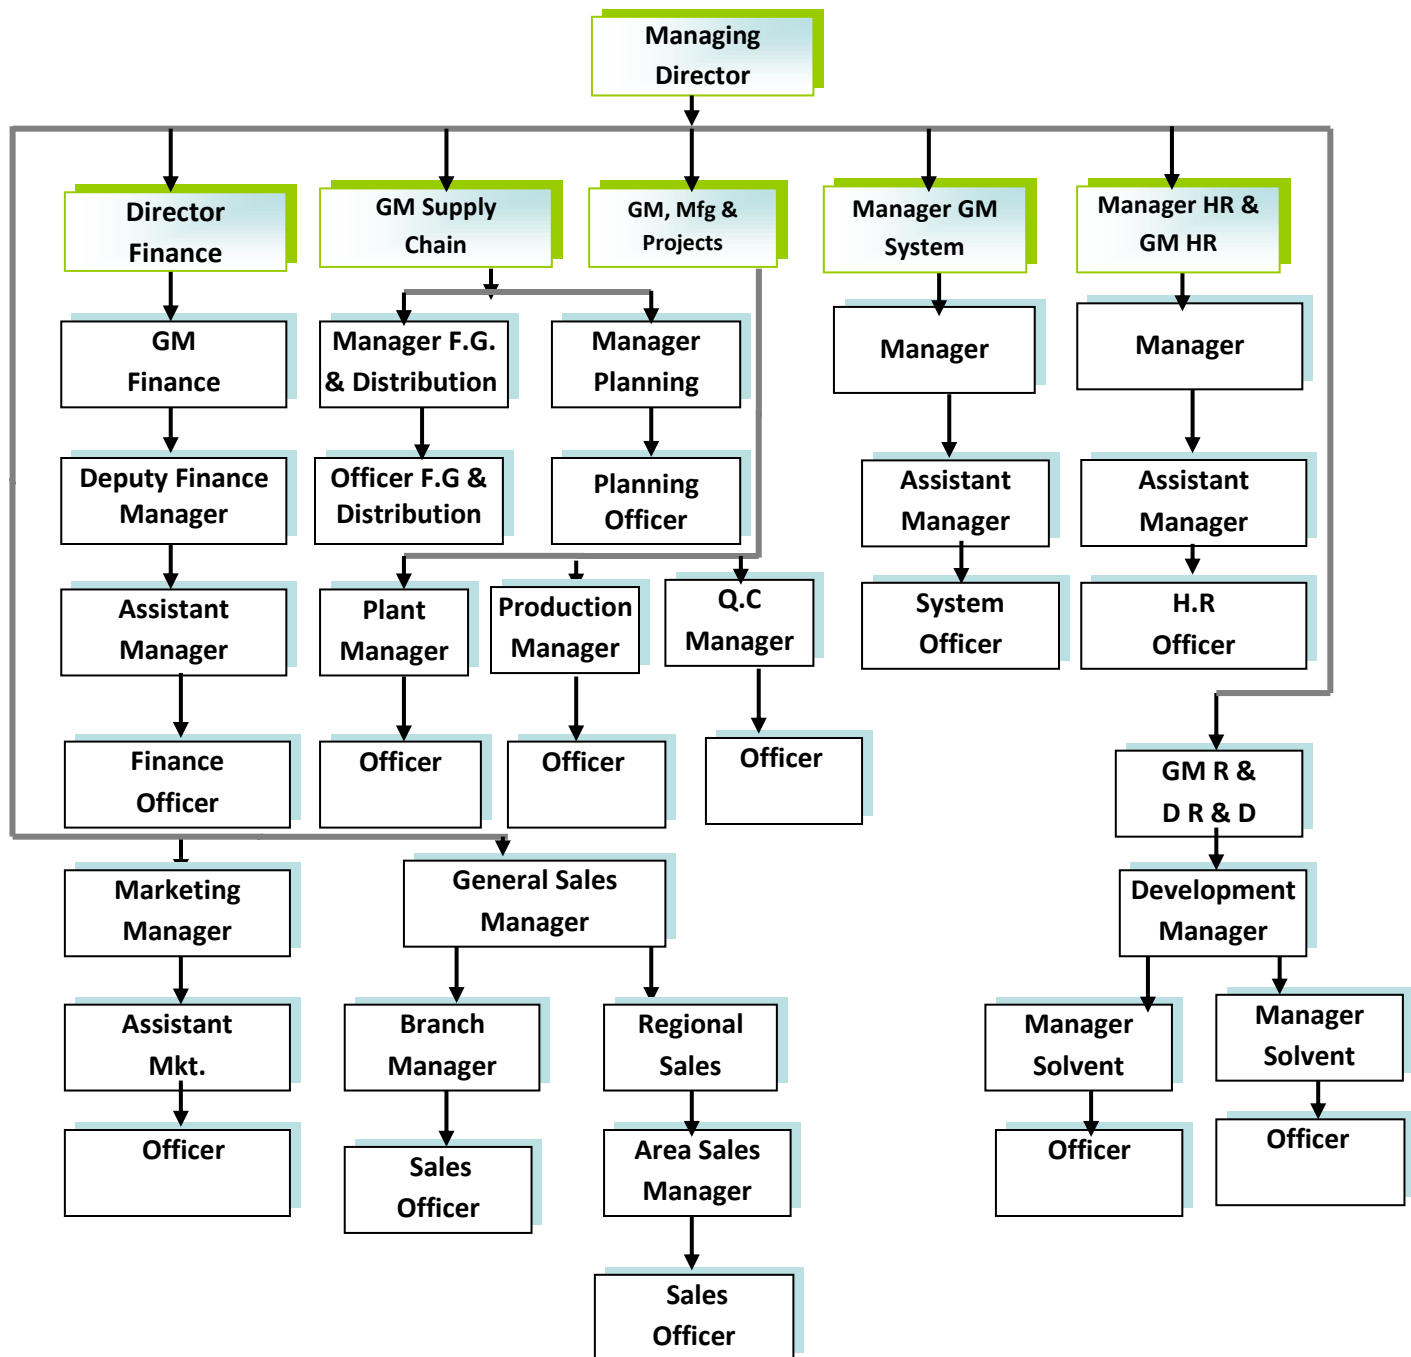 Managing
Director
Director
Finance
GM Supply
Chain
GM, Mfg &
Projects
Manager GM
System
Manager HR &
GM HR
GM
Finance
Manager F.G.
& Distribution
Manager
Planning
Manager
Manager
Deputy Finance
Manager
Officer F.G &
Distribution
Planning
Officer
Assistant
Manager
Assistant
Manager
Assistant
Manager
Plant
Manager
Production
Manager
Q.C
Manager
System
Officer
H.R
Officer
Finance
Officer
Officer
Officer
Officer
GM R &
D R & D
Marketing
Manager
General Sales
Manager
Development
Manager
Assistant
Mkt.
Branch
Manager
Regional
Sales
Manager
Solvent
Manager
Solvent
Officer
Sales
Officer
Area Sales
Manager
Officer
Officer
Sales
Officer